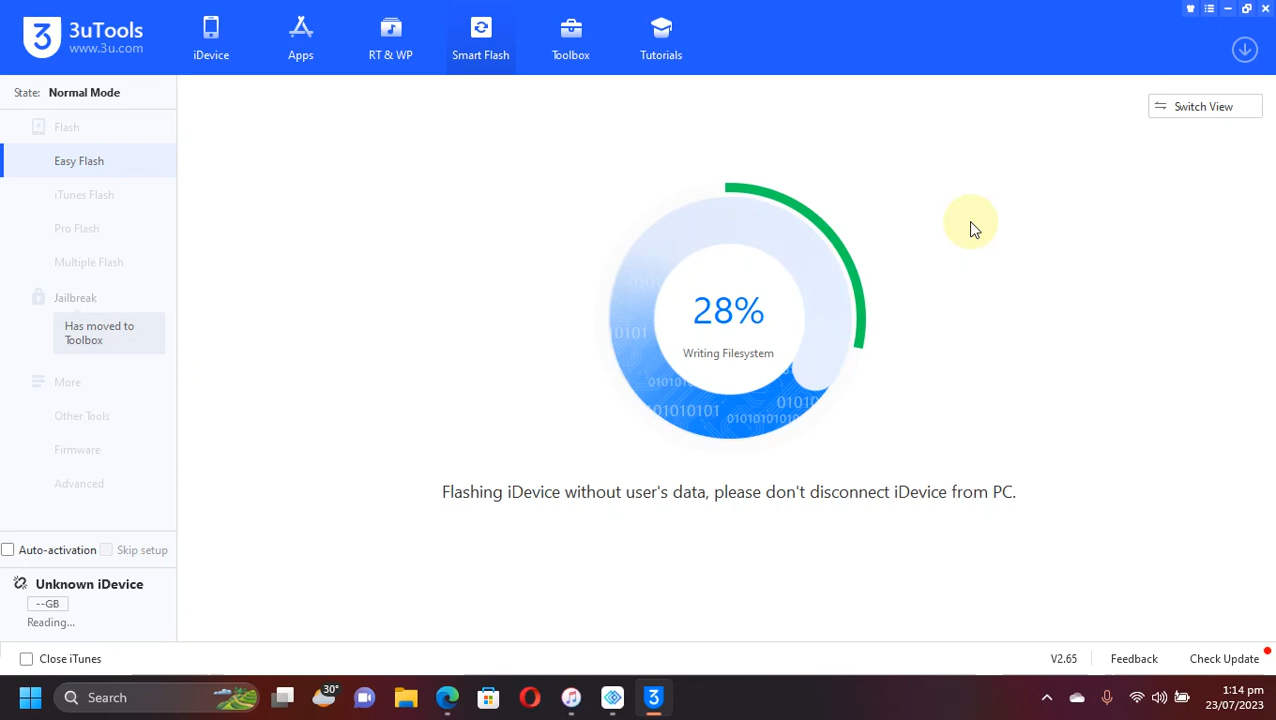 3 3uTools
www.3u.com
iDevice
Apps
RT & WP
Smart Flash
Toolbox
Tutorials
State: Normal Mode
Switch View
Flash
Easy Flash
iTunes Flash
Pro Flash
Multiple Flash
Jailbreak
Has moved to
Toolbox
More
Other Tools
Firmware
Advanced
28%
Writing Filesystem
Flashing iDevice without user's data, please don't disconnect iDevice from PC.
Auto-activation Skip setup
Unknown iDevice
--GB
Reading...
Close iTunes
V2.65
Feedback
Check Update
Search
30°
3
1:14 pm
23/07/2023